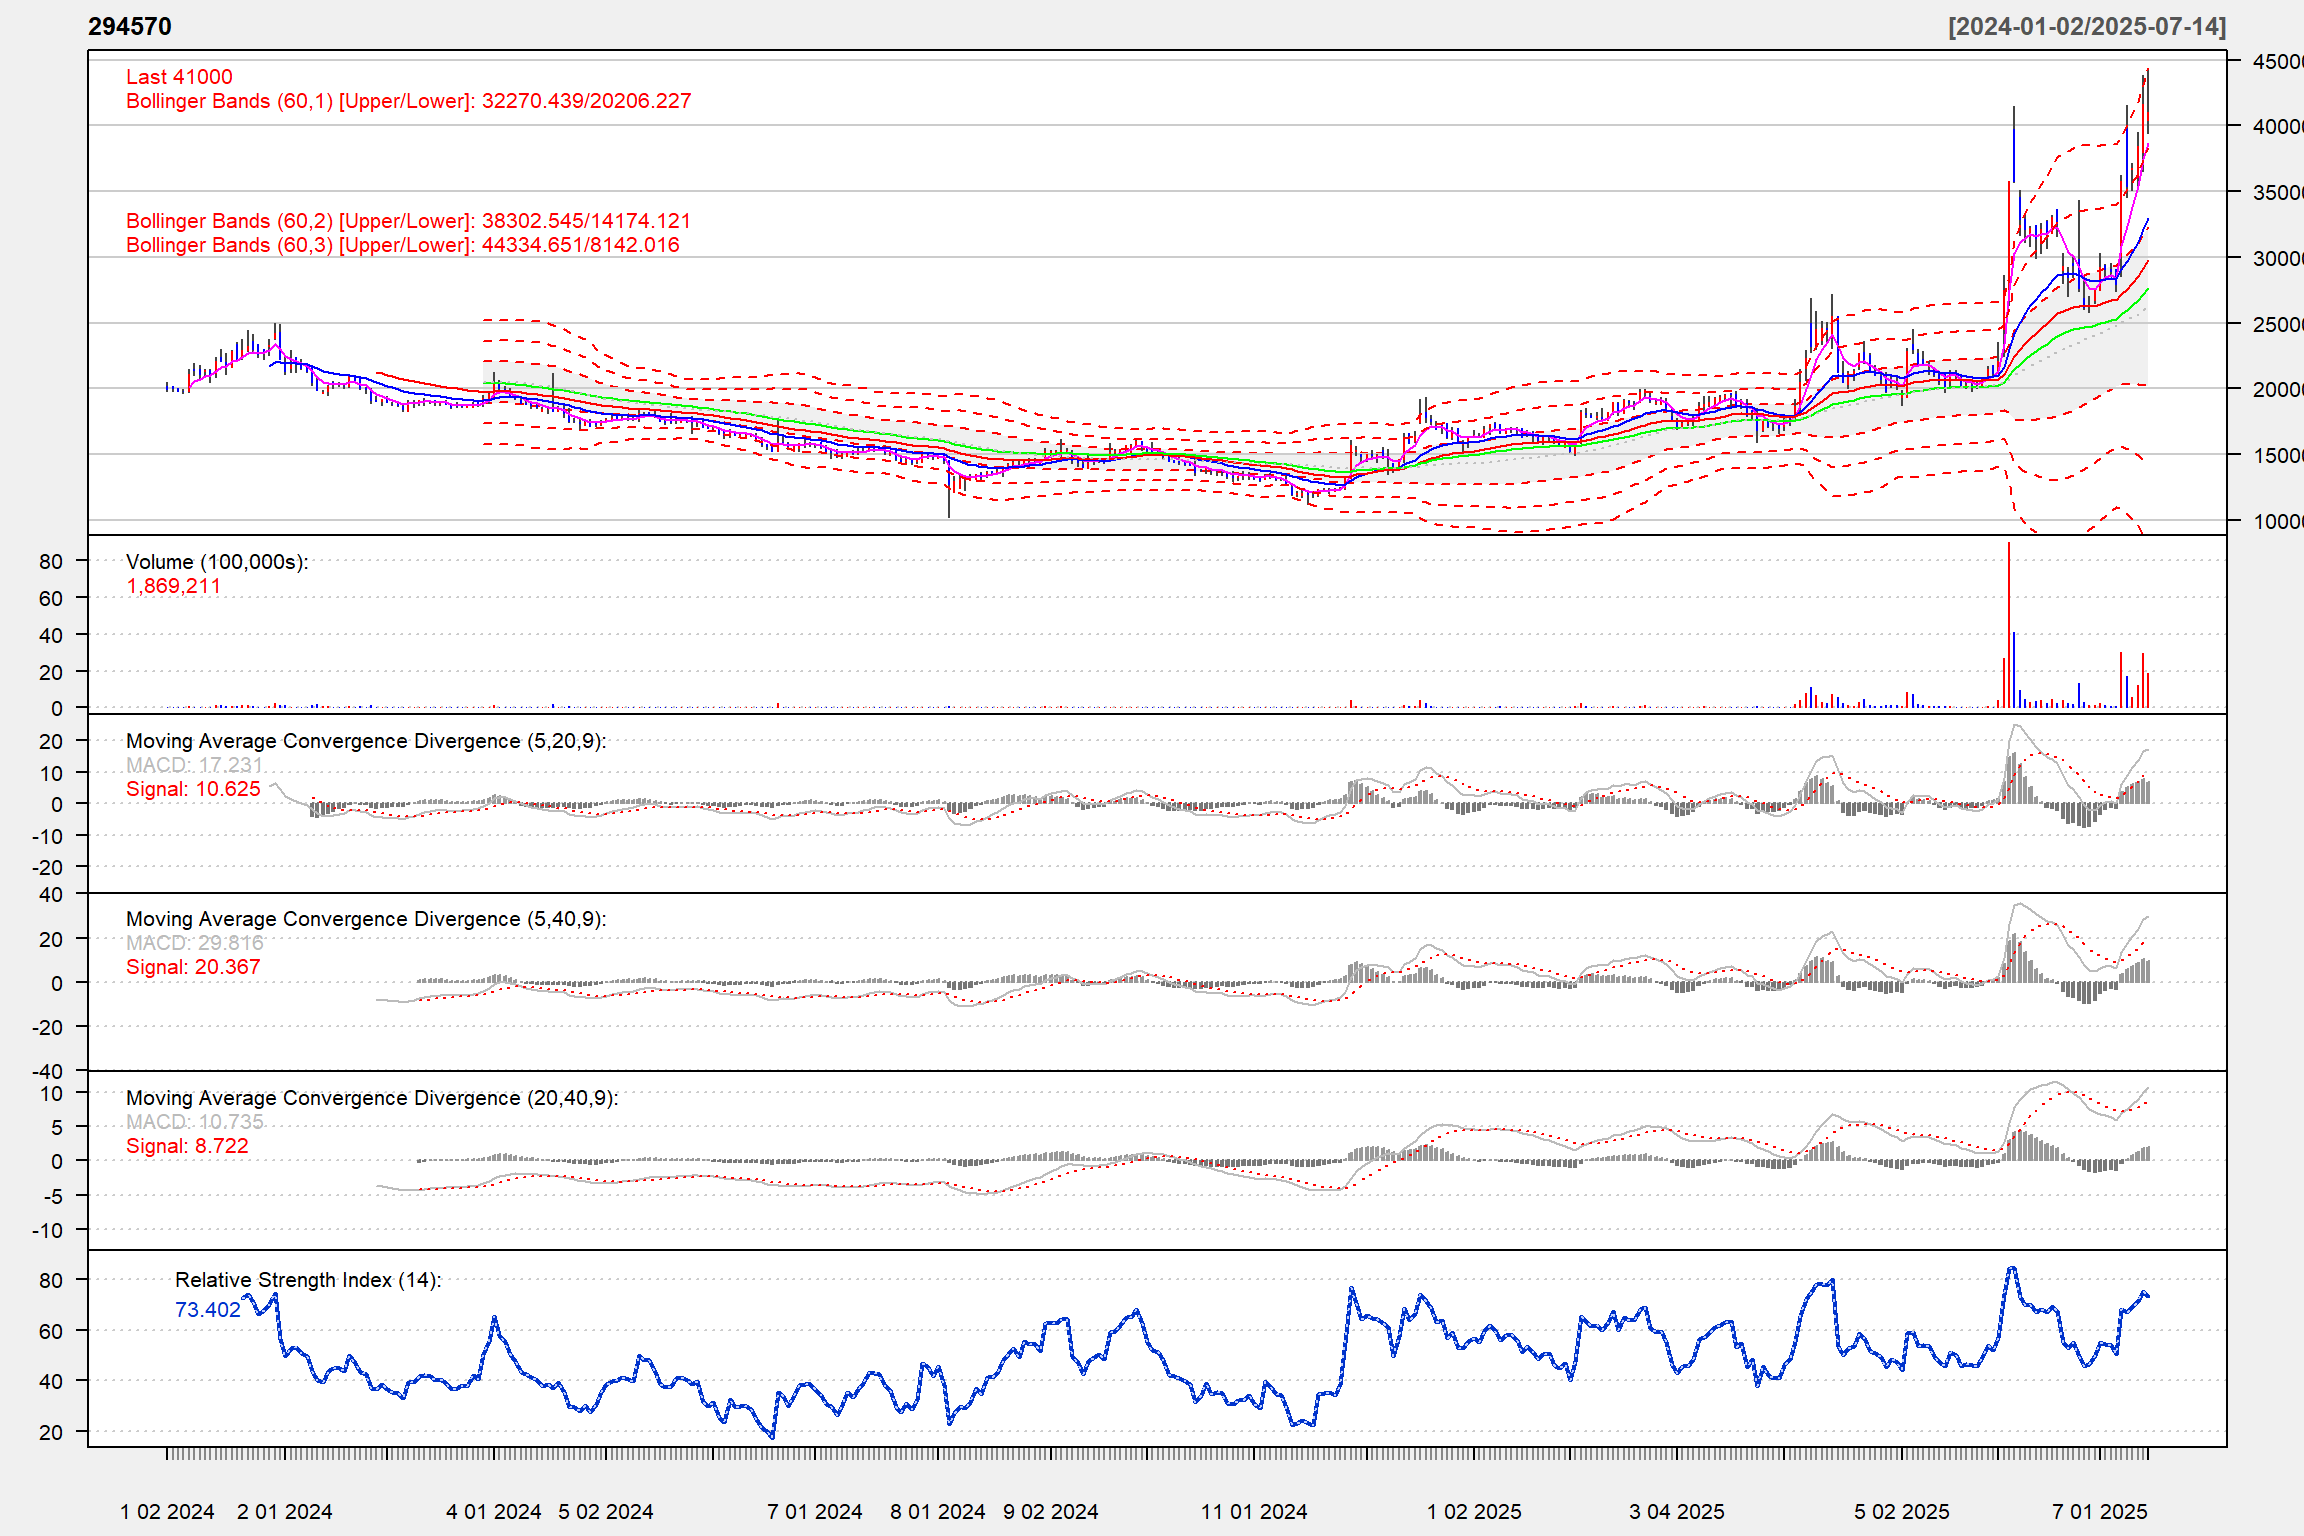 294570
[2024-01-02/2025-07-14]
Last 41000
Bollinger Bands (60,1) [Upper/Lower]: 32270.439/20206.227
Bollinger Bands (60,2) [Upper/Lower]: 38302.545/14174.121
Bollinger Bands (60,3) [Upper/Lower]: 44334.651/8142.016
45000
40000
35000
30000
25000
20000
15000
10000
Volume (100,000s):
1,869,211
80
60
40
20
0
Moving Average Convergence Divergence (5,20,9):
MACD: 17.231
Signal: 10.625
20
10
0
-10
-20
Moving Average Convergence Divergence (5,40,9):
MACD: 29.816
Signal: 20.367
40
20
0
-20
-40
Moving Average Convergence Divergence (20,40,9):
MACD: 10.735
Signal: 8.722
10
5
0
-5
-10
Relative Strength Index (14):
73.402
80
60
40
20
1 02 2024
2 01 2024
4 01 2024
5 02 2024
7 01 2024
8 01 2024
9 02 2024
11 01 2024
1 02 2025
3 04 2025
5 02 2025
7 01 2025